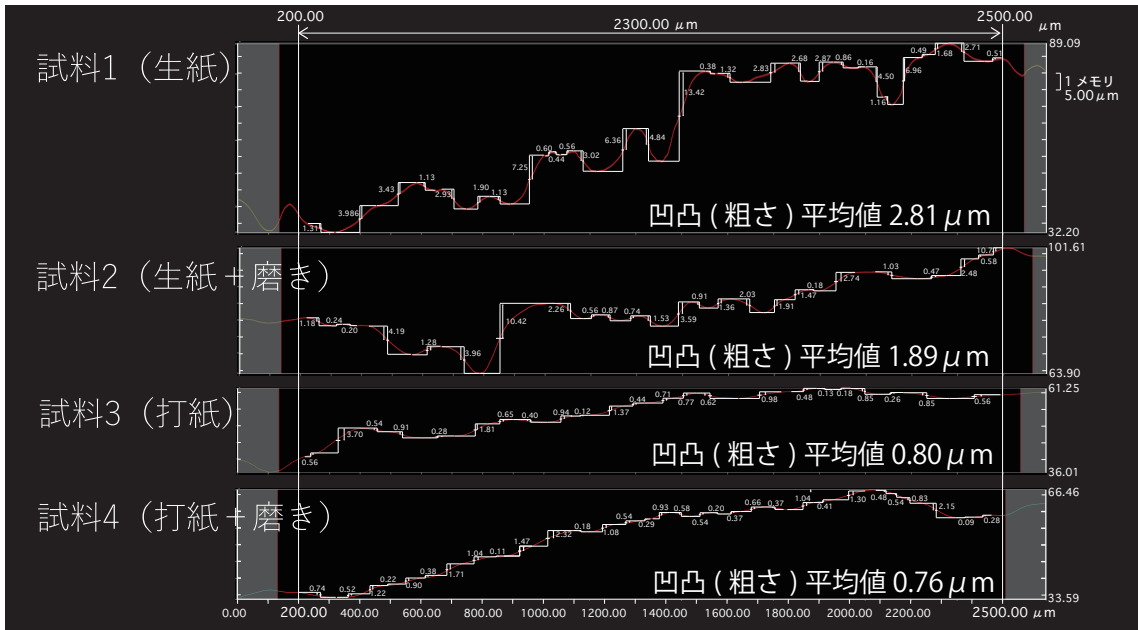 200.00 2300.00 μm 2500.00 μm
試料1（生紙）
89.09
1 メモリ
5.00μm
1.31 3.986 3.43 1.13 2.93 1.90 1.13 7.25 0.60 0.44 0.56 3.02 6.36 4.84 13.42 0.38 1.32 2.83 2.68 2.87 0.86 0.16 4.50 1.16 6.96 0.49 1.68 2.71 0.51
凹凸 ( 粗さ ) 平均値 2.81 μm
32.20
試料2（生紙＋磨き）
101.61
1.18 0.24 0.20 4.19 1.28 3.96 10.42 2.26 0.56 0.87 0.74 1.53 3.59 0.91 1.36 2.03 1.91 0.18 1.47 2.74 1.03 0.47 2.48 0.58
凹凸 ( 粗さ ) 平均値 1.89 μm
63.90
試料3（打紙）
61.25
0.56 3.70 0.54 0.91 0.28 1.81 0.65 0.40 0.94 0.12 1.37 0.44 0.71 0.77 0.62 0.98 0.48 0.13 0.18 0.85 0.26 0.85 0.56
凹凸 ( 粗さ ) 平均値 0.80 μm
36.01
試料4（打紙＋磨き）
66.46
0.74 0.52 1.22 0.22 0.90 0.38 1.71 1.04 0.11 1.47 2.32 0.18 1.08 0.54 0.29 0.93 0.58 0.54 0.20 0.37 0.66 0.37 1.04 0.41 1.30 0.48 0.54 0.83 2.15 0.09 0.28
凹凸 ( 粗さ ) 平均値 0.76 μm
33.59
0.00 200.00 400.00 600.00 800.00 1000.00 1200.00 1400.00 1600.00 1800.00 2000.00 2200.00 2500.00 μm